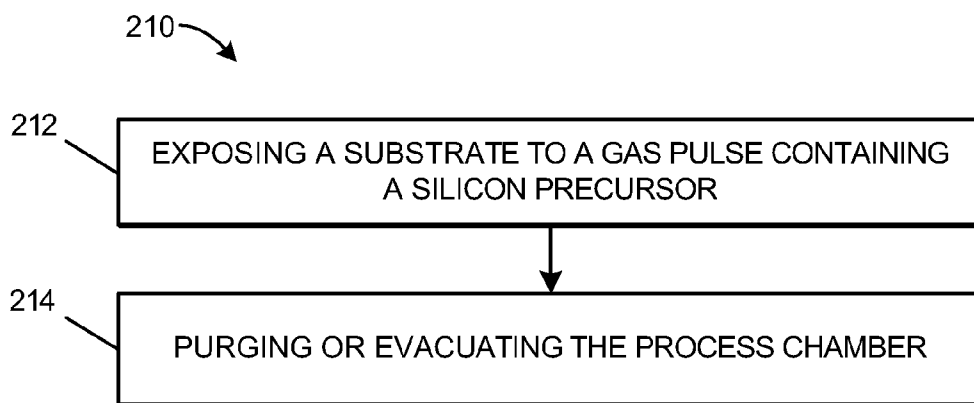 210
212
EXPOSING A SUBSTRATE TO A GAS PULSE CONTAINING
A SILICON PRECURSOR
214
PURGING OR EVACUATING THE PROCESS CHAMBER